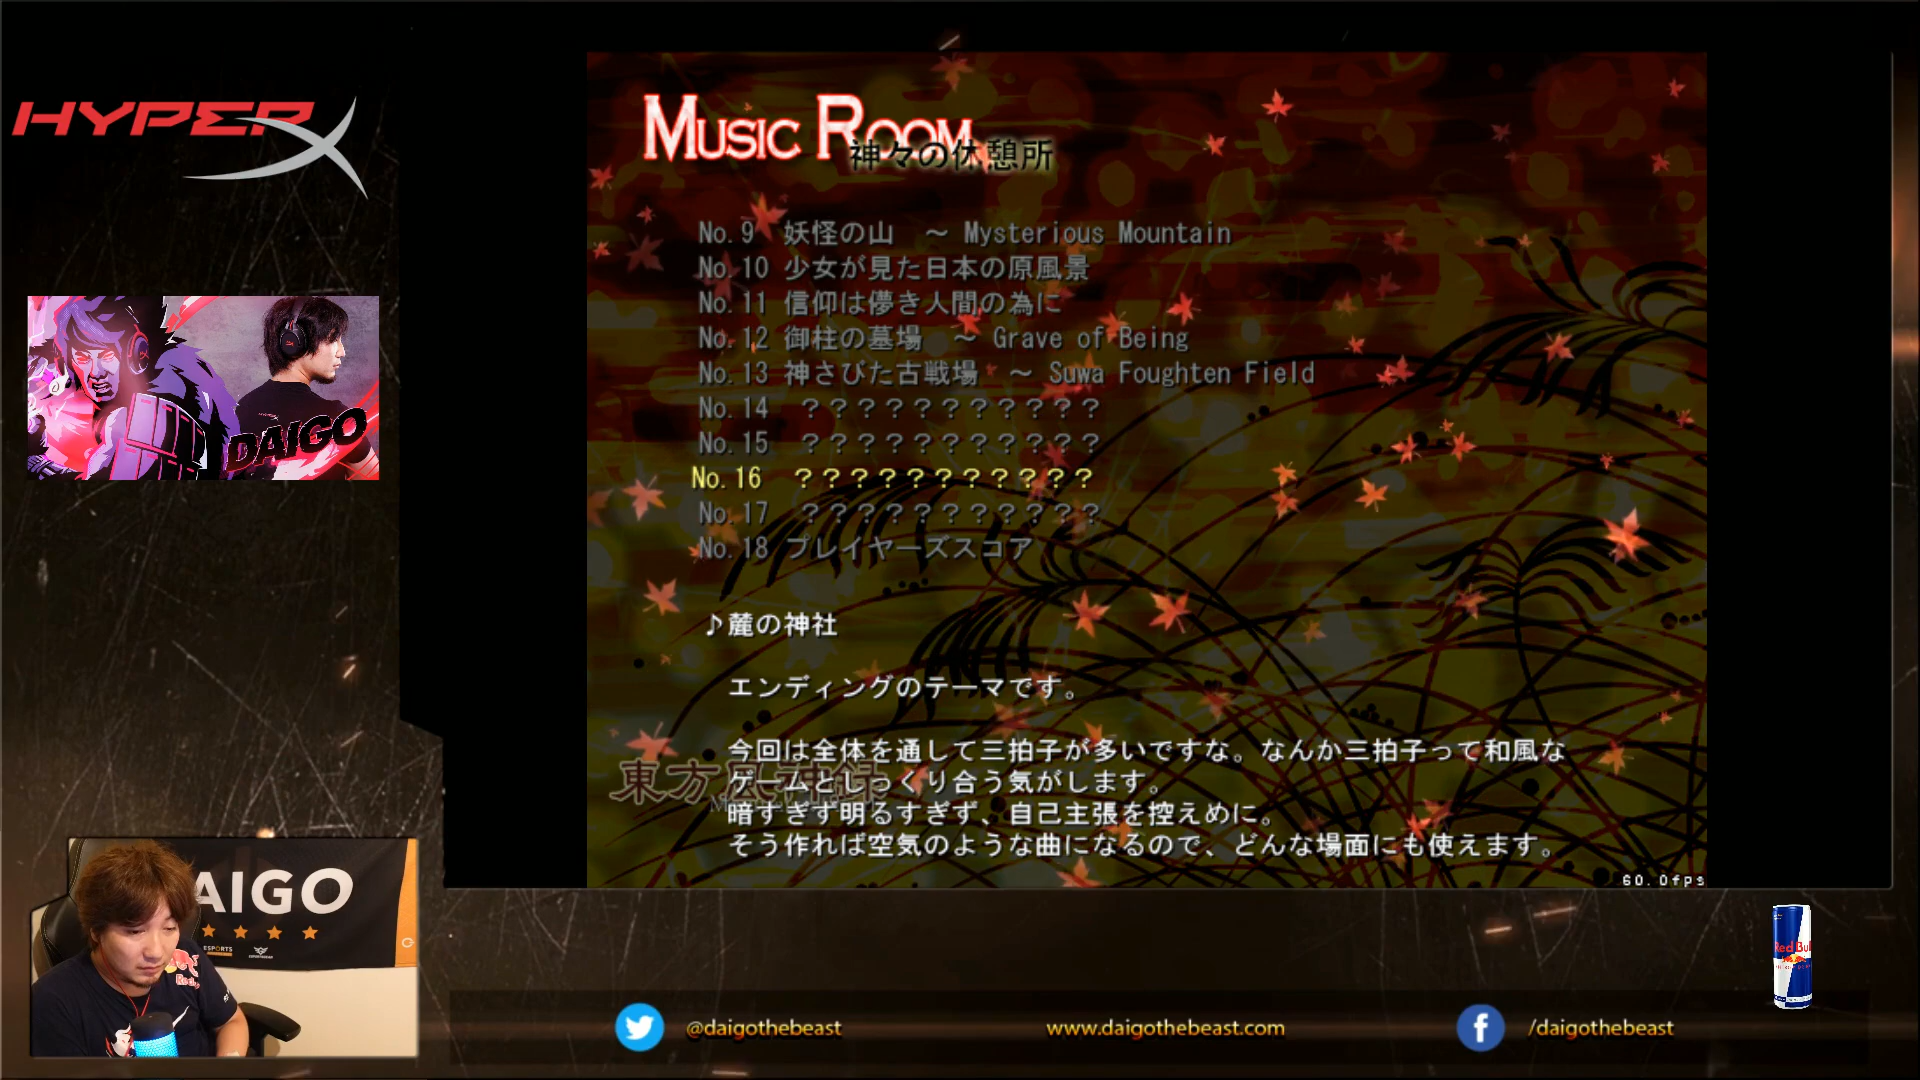 HYPERX
MUSIC ROOM
神々の休憩所
No.9 妖怪の山 ～ Mysterious Mountain
No.10 少女が見た日本の原風景
No.11 信仰は儚き人間の為に
No.12 御柱の墓場 ～ Grave of Being
No.13 神さびた古戦場 ～ Suwa Foughten Field
No.14 ？？？？？？？？？？？
No.15 ？？？？？？？？？？？
No.16 ？？？？？？？？？？？
No.17 ？？？？？？？？？？？
No.18 プレイヤーズスコア
♪麓の神社
エンディングのテーマです。
今回は全体を通して三拍子が多いですな。なんか三拍子って和風な
ゲームとしっくり合う気がします。
暗すぎず明るすぎず、自己主張を控えめに。
そう作れば空気のような曲になるので、どんな場面にも使えます。
東方風神録
60.0fps
DAIGO
AIGO
ESPORTS
Red Bull
@daigothebeast
www.daigothebeast.com
/daigothebeast